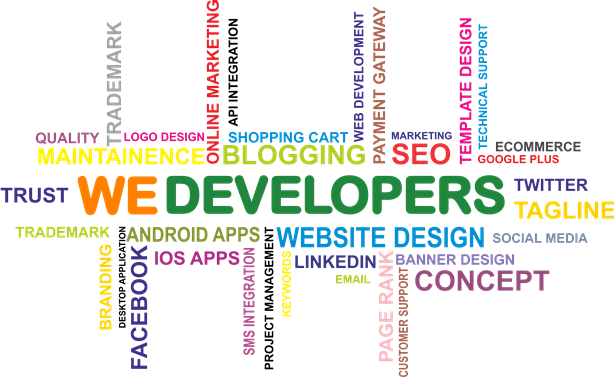 TRADEMARK
ONLINE MARKETING
API INTEGRATION
WEB DEVELOPMENT
PAYMENT GATEWAY
TEMPLATE DESIGN
TECHNICAL SUPPORT
QUALITY
LOGO DESIGN
SHOPPING CART
MARKETING
ECOMMERCE
MAINTAINENCE
BLOGGING
SEO
GOOGLE PLUS
TRUST
WE DEVELOPERS
TWITTER
TAGLINE
TRADEMARK
ANDROID APPS
WEBSITE DESIGN
SOCIAL MEDIA
BRANDING
DESKTOP APPLICATION
FACEBOOK
IOS APPS
SMS INTEGRATION
PROJECT MANAGEMENT
KEYWORDS
LINKEDIN
EMAIL
PAGE RANK
CUSTOMER SUPPORT
BANNER DESIGN
CONCEPT